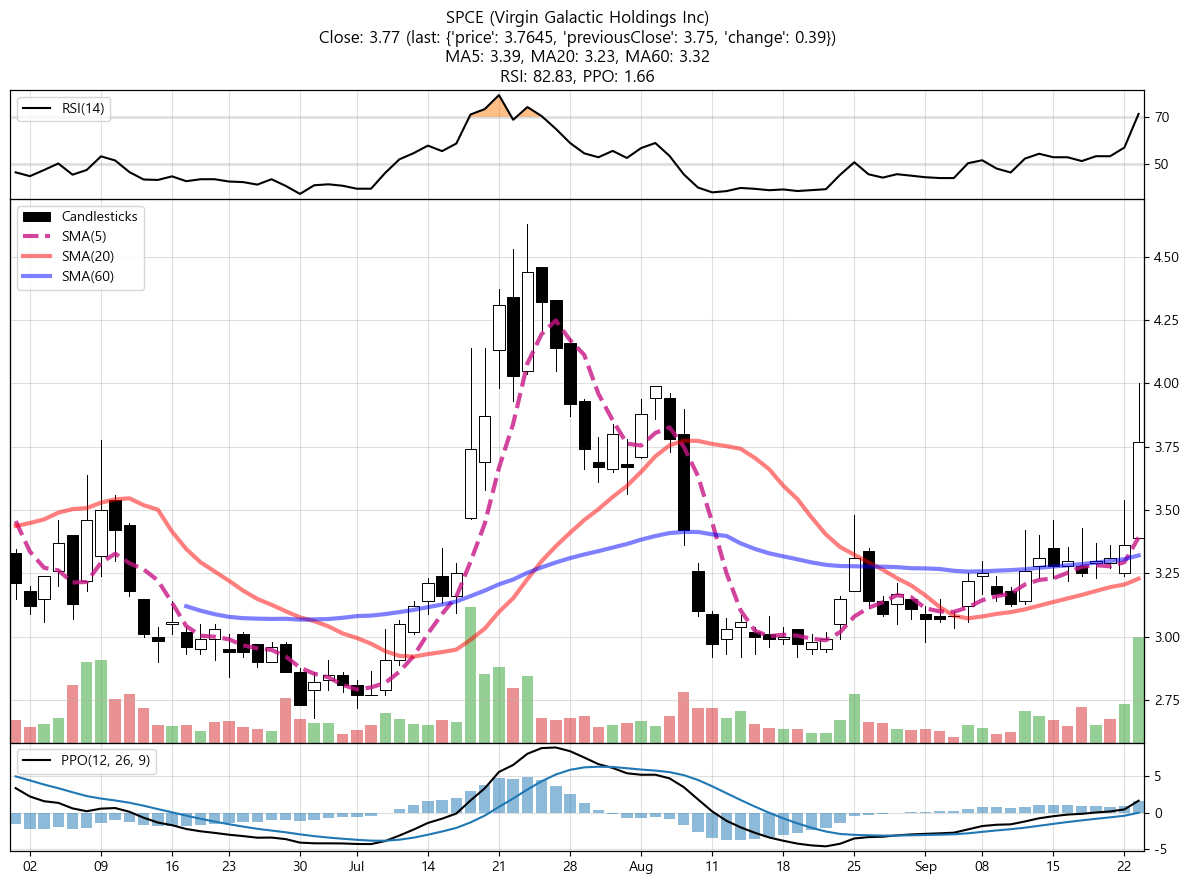 SPCE (Virgin Galactic Holdings Inc)
Close: 3.77 (last: {'price': 3.7645, 'previousClose': 3.75, 'change': 0.39})
MA5: 3.39, MA20: 3.23, MA60: 3.32
RSI: 82.83, PPO: 1.66
RSI(14)
70
50
Candlesticks
SMA(5)
SMA(20)
SMA(60)
4.50
4.25
4.00
3.75
3.50
3.25
3.00
2.75
PPO(12, 26, 9)
5
0
-5
02 09 16 23 30 Jul 14 21 28 Aug 11 18 25 Sep 08 15 22